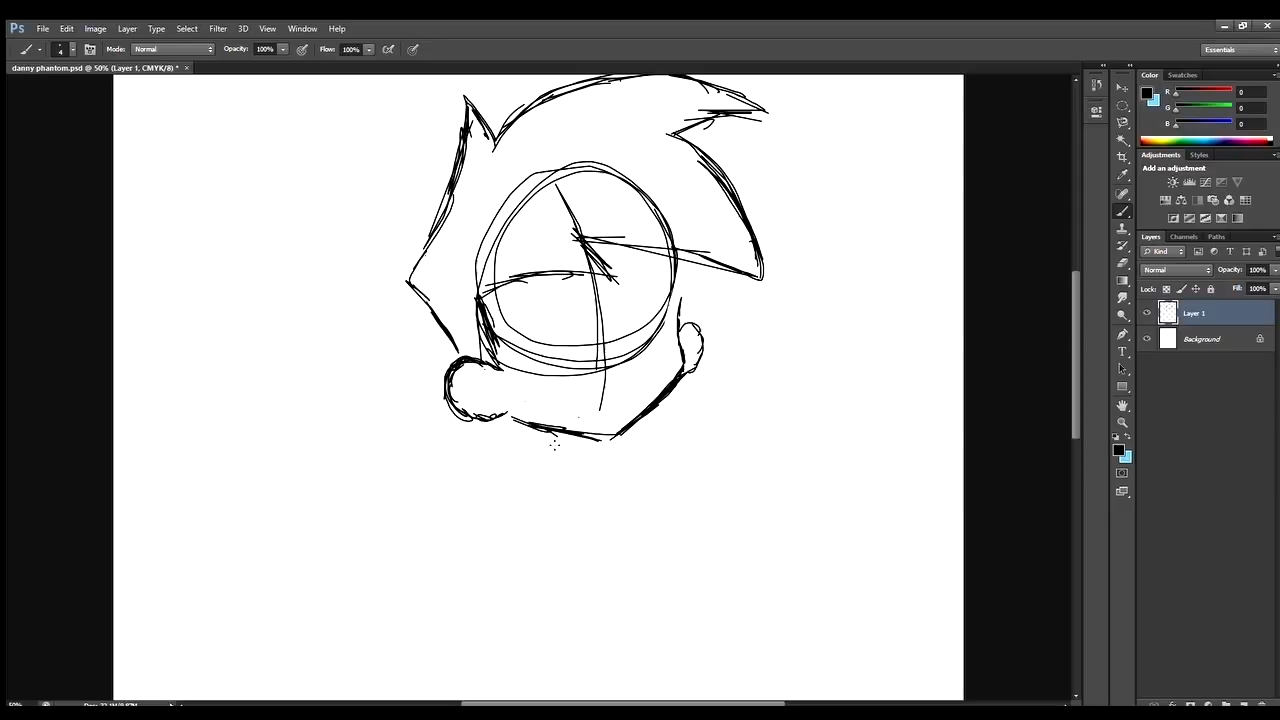 Ps File Edit Image Layer Type Select Filter 3D View Window Help
4 Mode: Normal Opacity: 100% Flow: 100% Essentials
danny phantom.psd @ 50% (Layer 1, CMYK/8) * ×
Color Swatches
R 0
G 0
B 0
Adjustments Styles
Add an adjustment
Layers Channels Paths
Kind
Normal Opacity: 100%
Lock: Fill: 100%
Layer 1
Background